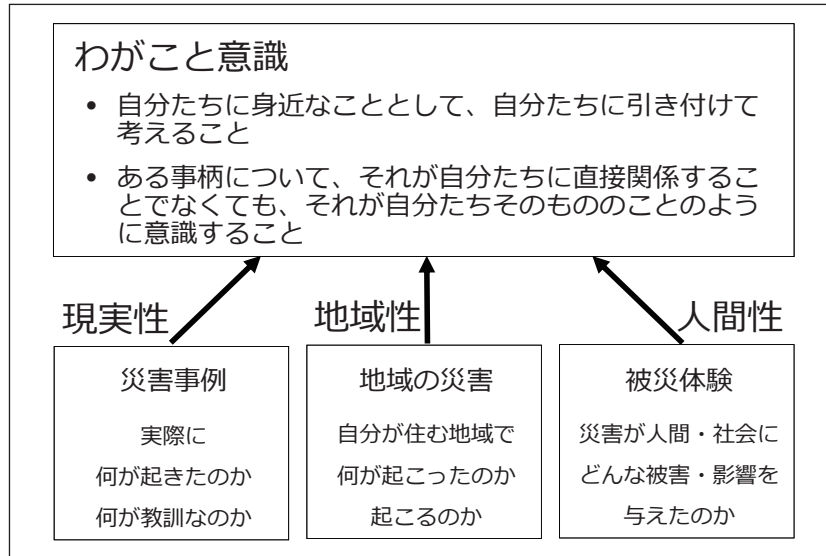 わがこと意識
• 自分たちに身近なこととして、自分たちに引き付けて
考えること
• ある事柄について、それが自分たちに直接関係するこ
とでなくても、それが自分たちそのもののことのよう
に意識すること
現実性
地域性
人間性
災害事例
実際に
何が起きたのか
何が教訓なのか
地域の災害
自分が住む地域で
何が起こったのか
起こるのか
被災体験
災害が人間・社会に
どんな被害・影響を
与えたのか